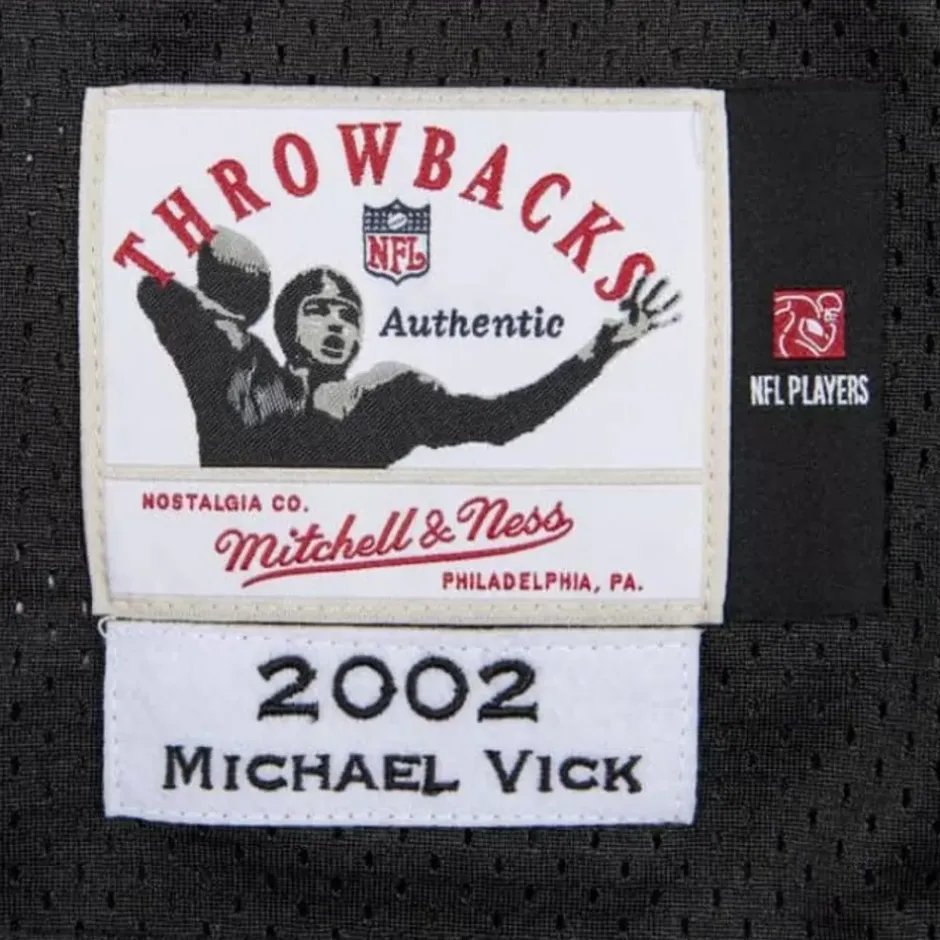 THROWBACKS
NFL
Authentic
NFL PLAYERS
NOSTALGIA CO.
Mitchell & Ness
PHILADELPHIA, PA.
2002
MICHAEL VICK